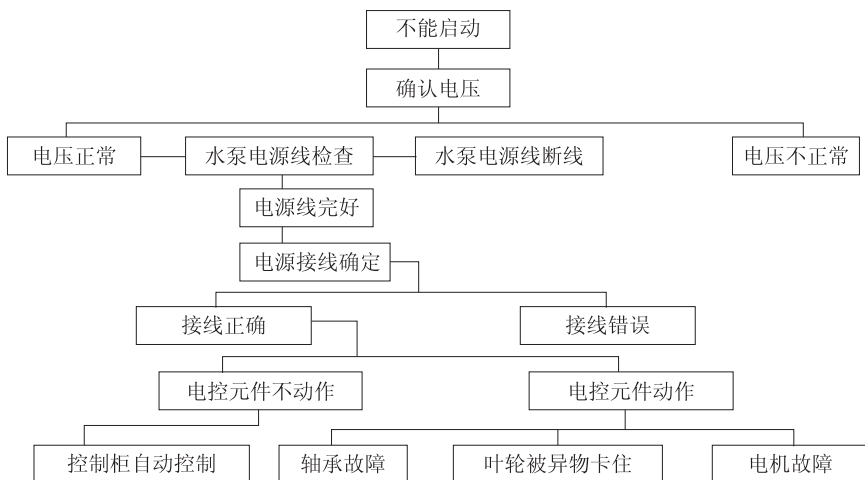 不能启动
确认电压
电压正常
水泵电源线检查
水泵电源线断线
电压不正常
电源线完好
电源接线确定
接线正确
接线错误
电控元件不动作
电控元件动作
控制柜自动控制
轴承故障
叶轮被异物卡住
电机故障